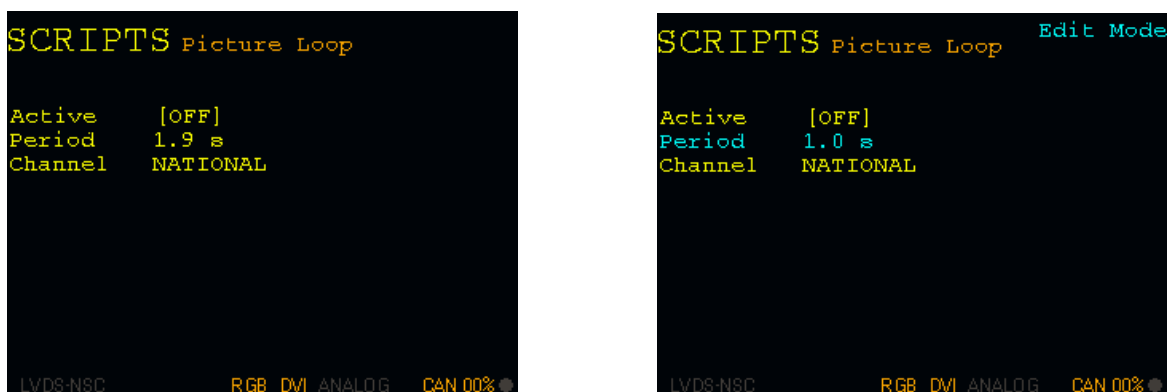 SCRIPTS Picture Loop
Active [OFF]
Period 1.9 s
Channel NATIONAL
LVDS-NSC RGB DVI ANALOG CAN 00%
SCRIPTS Picture Loop Edit Mode
Active [OFF]
Period 1.0 s
Channel NATIONAL
LVDS-NSC RGB DVI ANALOG CAN 00%